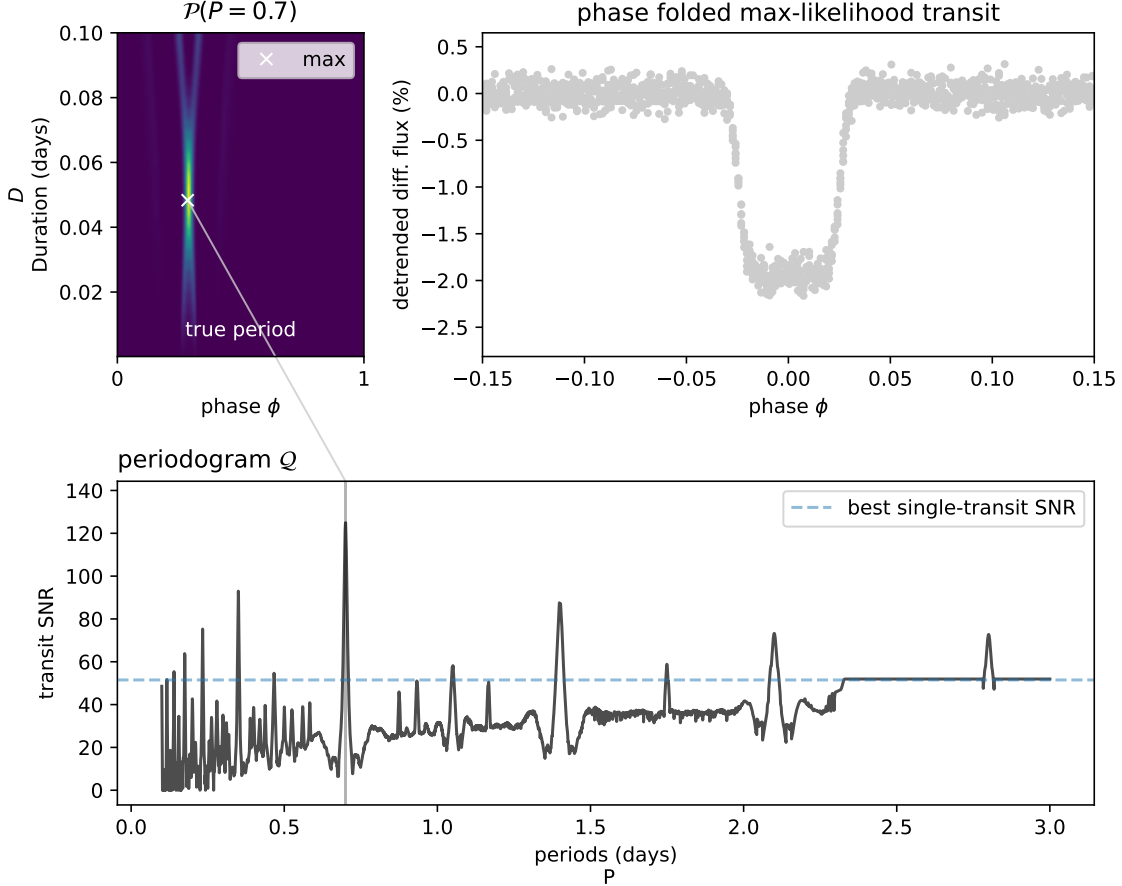 𝒫(P = 0.7)
0.10
0.08
0.06
0.04
0.02
D
Duration (days)
× max
true period
0 1
phase ϕ
phase folded max-likelihood transit
0.5
0.0
−0.5
−1.0
−1.5
−2.0
−2.5
detrended diff. flux (%)
−0.15 −0.10 −0.05 0.00 0.05 0.10 0.15
phase ϕ
periodogram 𝒬
140
120
100
80
60
40
20
0
transit SNR
best single-transit SNR
0.0 0.5 1.0 1.5 2.0 2.5 3.0
periods (days)
P